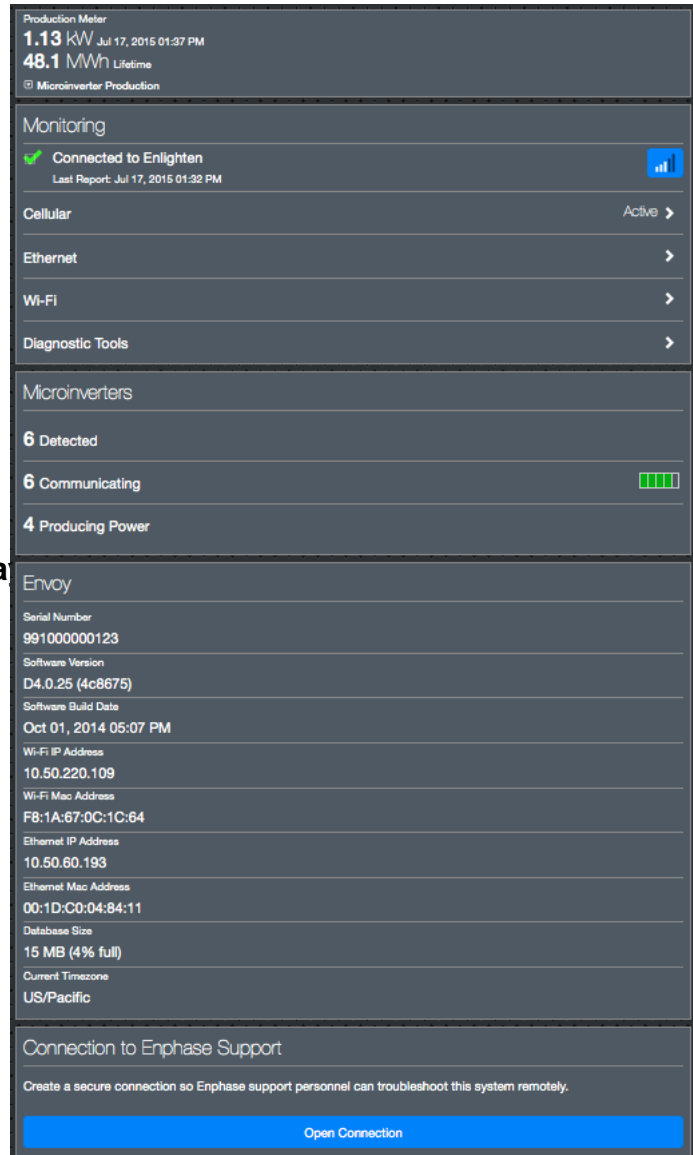 Production Meter
1.13 kW Jul 17, 2015 01:37 PM
48.1 MWh Lifetime
Microinverter Production
Monitoring
Connected to Enlighten
Last Report: Jul 17, 2015 01:32 PM
Cellular Active
Ethernet
Wi-Fi
Diagnostic Tools
Microinverters
6 Detected
6 Communicating
4 Producing Power
Envoy
Serial Number
991000000123
Software Version
D4.0.25 (4c8675)
Software Build Date
Oct 01, 2014 05:07 PM
Wi-Fi IP Address
10.50.220.109
Wi-Fi Mac Address
F8:1A:67:0C:1C:64
Ethernet IP Address
10.50.60.193
Ethernet Mac Address
00:1D:C0:04:84:11
Database Size
15 MB (4% full)
Current Timezone
US/Pacific
Connection to Enphase Support
Create a secure connection so Enphase support personnel can troubleshoot this system remotely.
Open Connection